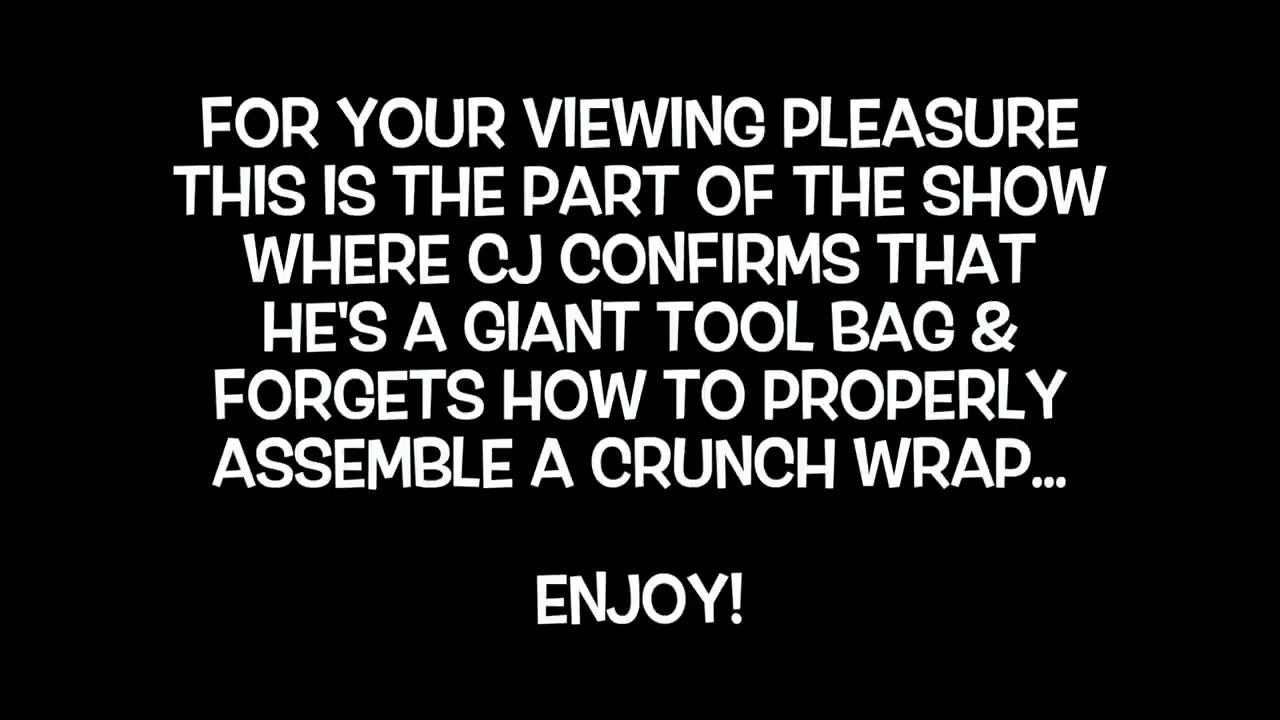 FOR YOUR VIEWING PLEASURE
THIS IS THE PART OF THE SHOW
WHERE CJ CONFIRMS THAT
HE'S A GIANT TOOL BAG &
FORGETS HOW TO PROPERLY
ASSEMBLE A CRUNCH WRAP...
ENJOY!